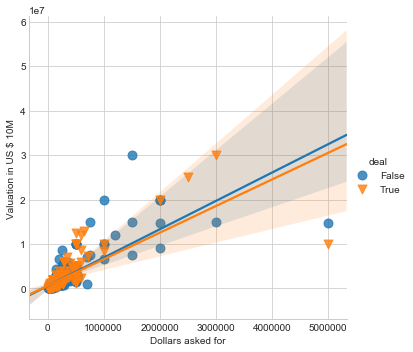 1e7
6
5
4
3
2
1
0
Valuation in US $ 10M
0 1000000 2000000 3000000 4000000 5000000
Dollars asked for
deal
False
True